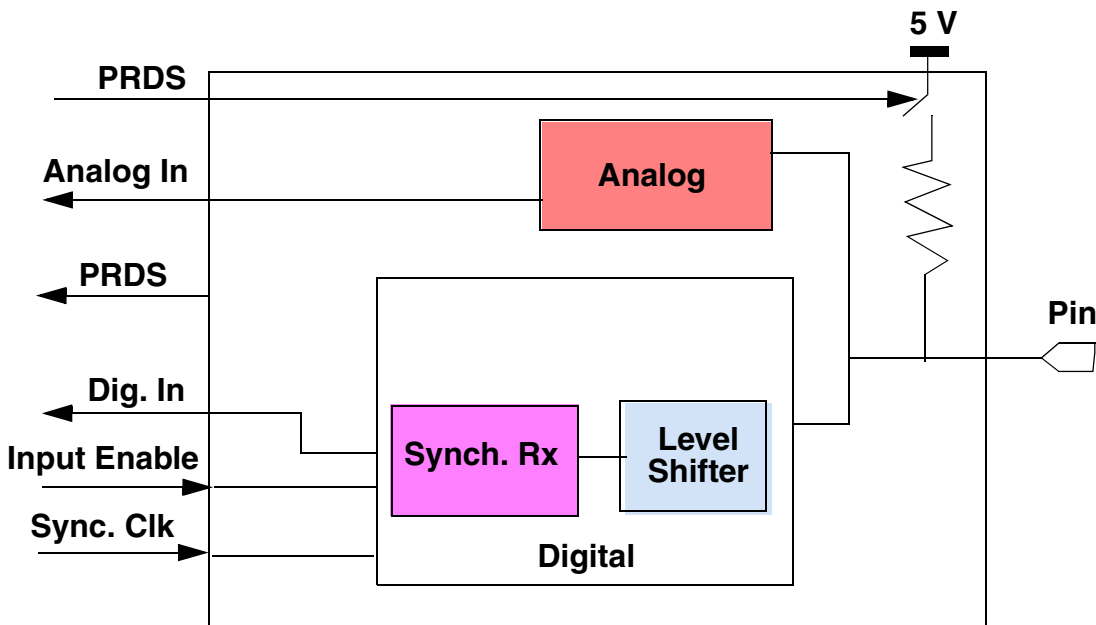 5 V
PRDS
Analog In
Analog
PRDS
Pin
Dig. In
Input Enable
Synch. Rx
Level
Shifter
Sync. Clk
Digital